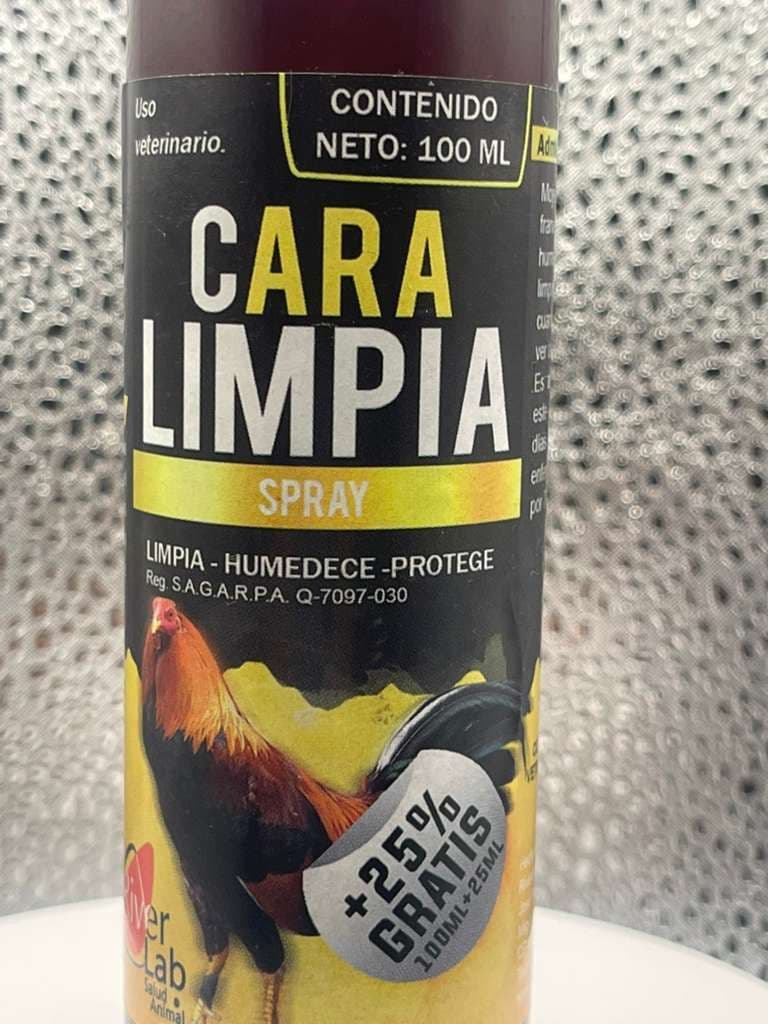 Uso
veterinario.
CONTENIDO
NETO: 100 ML
CARA
LIMPIA
SPRAY
LIMPIA - HUMEDECE -PROTEGE
Reg. S.A.G.A.R.P.A. Q-7097-030
+25%
GRATIS
100ML+25ML
River
Lab
Salud
Animal